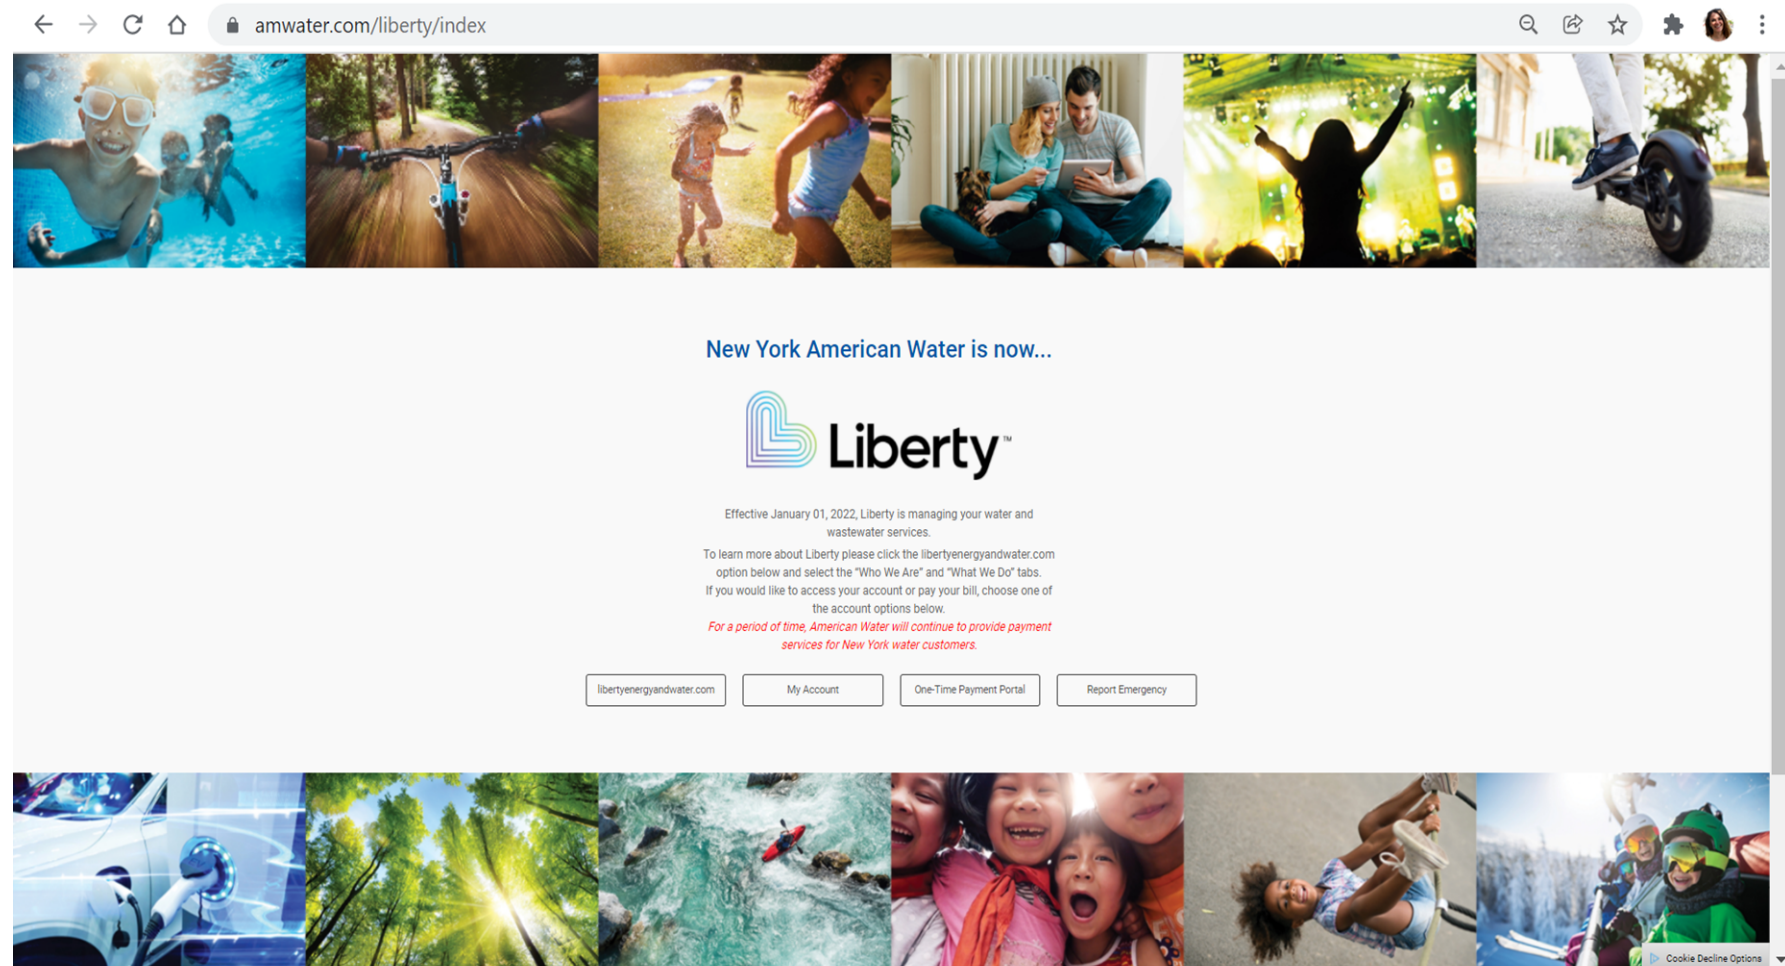 amwater.com/liberty/index
New York American Water is now...
Liberty™
Effective January 01, 2022, Liberty is managing your water and
wastewater services.
To learn more about Liberty please click the libertyenergyandwater.com
option below and select the “Who We Are” and “What We Do” tabs.
If you would like to access your account or pay your bill, choose one of
the account options below.
For a period of time, American Water will continue to provide payment
services for New York water customers.
libertyenergyandwater.com
My Account
One-Time Payment Portal
Report Emergency
Cookie Decline Options